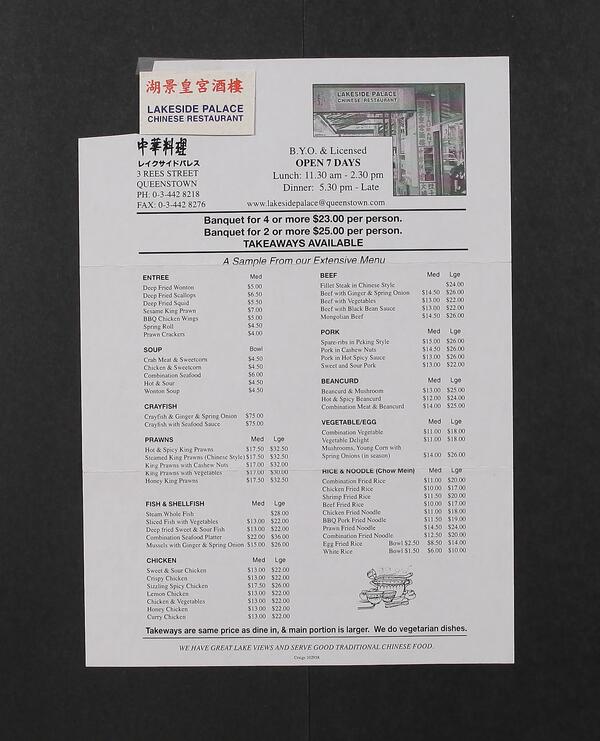 湖景皇宮酒樓
LAKESIDE PALACE
CHINESE RESTAURANT
LAKESIDE PALACE
CHINESE RESTAURANT
中華料理
レイクサイドパレス
3 REES STREET
QUEENSTOWN
PH: 0-3-442 8218
FAX: 0-3-442 8276
B.Y.O. & Licensed
OPEN 7 DAYS
Lunch: 11.30 am - 2.30 pm
Dinner: 5.30 pm - Late
www.lakesidepalace@queenstown.com
Banquet for 4 or more $23.00 per person.
Banquet for 2 or more $25.00 per person.
TAKEAWAYS AVAILABLE
A Sample From our Extensive Menu
ENTREE Med
Deep Fried Wonton $5.00
Deep Fried Scallops $6.50
Deep Fried Squid $5.50
Sesame King Prawn $7.00
BBQ Chicken Wings $5.00
Spring Roll $4.50
Prawn Crackers $4.00
SOUP Bowl
Crab Meat & Sweetcorn $4.50
Chicken & Sweetcorn $4.50
Combination Seafood $6.00
Hot & Sour $4.50
Wonton Soup $4.50
CRAYFISH
Crayfish & Ginger & Spring Onion $75.00
Crayfish with Seafood Sauce $75.00
PRAWNS Med Lge
Hot & Spicy King Prawns $17.50 $32.50
Steamed King Prawns (Chinese Style) $17.50 $32.50
King Prawns with Cashew Nuts $17.00 $32.00
King Prawns with Vegetables $17.00 $30.00
Honey King Prawns $17.50 $32.50
FISH & SHELLFISH Med Lge
Steam Whole Fish $28.00
Sliced Fish with Vegetables $13.00 $22.00
Deep fried Sweet & Sour Fish $13.00 $22.00
Combination Seafood Platter $22.00 $36.00
Mussels with Ginger & Spring Onion $15.00 $26.00
CHICKEN Med Lge
Sweet & Sour Chicken $13.00 $22.00
Crispy Chicken $13.00 $22.00
Sizzling Spicy Chicken $17.50 $26.00
Lemon Chicken $13.00 $22.00
Chicken & Vegetables $13.00 $22.00
Honey Chicken $13.00 $22.00
Curry Chicken $13.00 $22.00
BEEF Med Lge
Fillet Steak in Chinese Style $24.00
Beef with Ginger & Spring Onion $14.50 $26.00
Beef with Vegetables $13.00 $22.00
Beef with Black Bean Sauce $13.00 $22.00
Mongolian Beef $14.50 $26.00
PORK Med Lge
Spare-ribs in Peking Style $15.00 $26.00
Pork in Cashew Nuts $14.50 $26.00
Pork in Hot Spicy Sauce $13.00 $26.00
Sweet and Sour Pork $13.00 $22.00
BEANCURD Med Lge
Beancurd & Mushroom $13.00 $25.00
Hot & Spicy Beancurd $12.00 $24.00
Combination Meat & Beancurd $14.00 $25.00
VEGETABLE/EGG Med Lge
Combination Vegetable $11.00 $18.00
Vegetable Delight $11.00 $18.00
Mushrooms, Young Corn with
Spring Onions (in season) $14.00 $26.00
RICE & NOODLE (Chow Mein) Med Lge
Combination Fried Rice $11.00 $20.00
Chicken Fried Rice $10.00 $17.00
Shrimp Fried Rice $11.50 $20.00
Beef Fried Rice $10.00 $17.00
Chicken Fried Noodle $11.00 $18.00
BBQ Pork Fried Noodle $11.50 $19.00
Prawn Fried Noodle $14.50 $24.00
Combination Fried Noodle $12.50 $20.00
Egg Fried Rice Bowl $2.50 $8.50 $14.00
White Rice Bowl $1.50 $6.00 $10.00
Takeways are same price as dine in, & main portion is larger. We do vegetarian dishes.
WE HAVE GREAT LAKE VIEWS AND SERVE GOOD TRADITIONAL CHINESE FOOD.